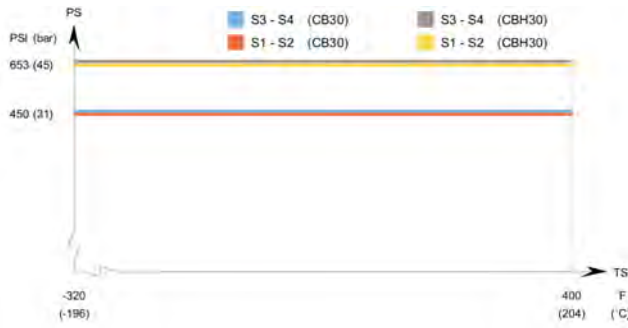 PS
S3 - S4 (CB30)
S3 - S4 (CBH30)
PSI (bar)
S1 - S2 (CB30)
S1 - S2 (CBH30)
653 (45)
450 (31)
TS
-320
400
°F
(-196)
(204)
(°C)